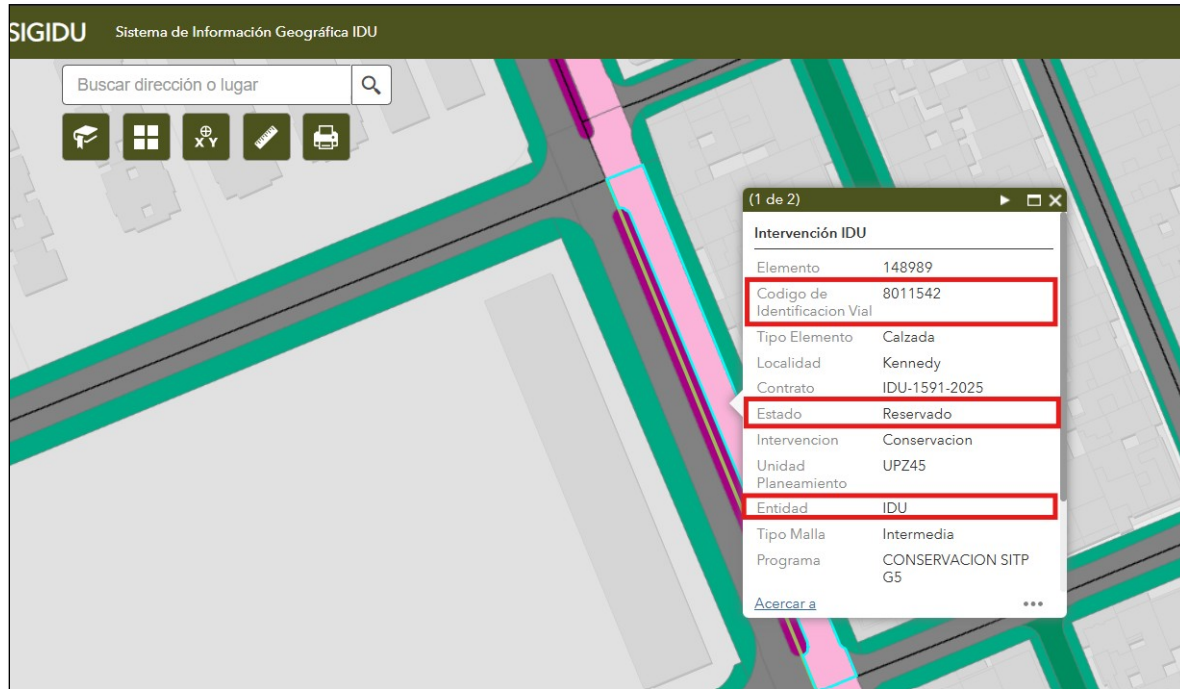 SIGIDU Sistema de Información Geográfica IDU
Buscar dirección o lugar
X Y
(1 de 2)
Intervención IDU
Elemento 148989
Codigo de Identificacion Vial 8011542
Tipo Elemento Calzada
Localidad Kennedy
Contrato IDU-1591-2025
Estado Reservado
Intervencion Conservacion
Unidad Planeamiento UPZ45
Entidad IDU
Tipo Malla Intermedia
Programa CONSERVACION SITP G5
Acercar a